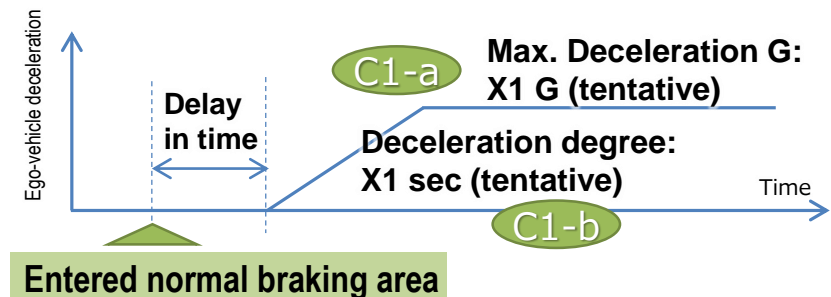 Ego-vehicle deceleration
Delay
in time
C1-a
Max. Deceleration G:
X1 G (tentative)
Deceleration degree:
X1 sec (tentative)
Time
C1-b
Entered normal braking area